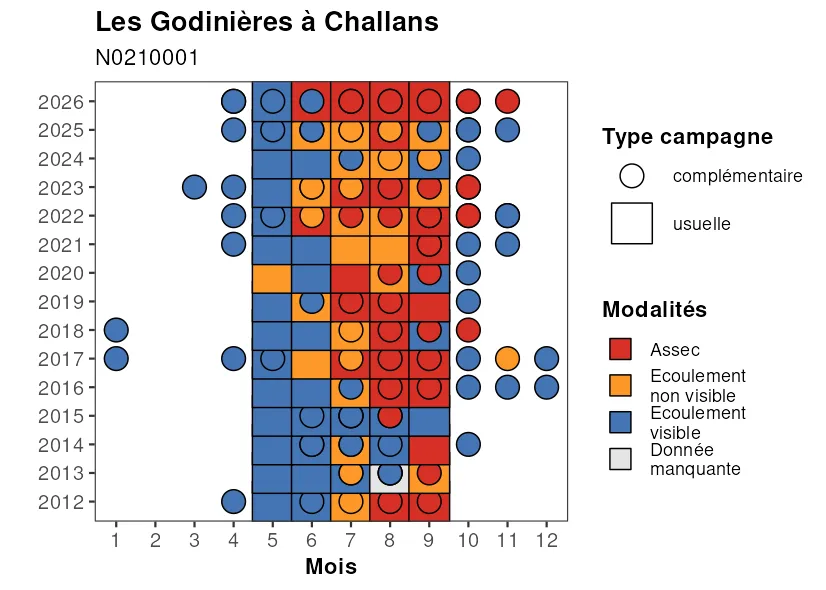 Les Godinières à Challans
N0210001
2026
2025
2024
2023
2022
2021
2020
2019
2018
2017
2016
2015
2014
2013
2012
1 2 3 4 5 6 7 8 9 10 11 12
Mois
Type campagne
complémentaire
usuelle
Modalités
Assec
Ecoulement
non visible
Ecoulement
visible
Donnée
manquante